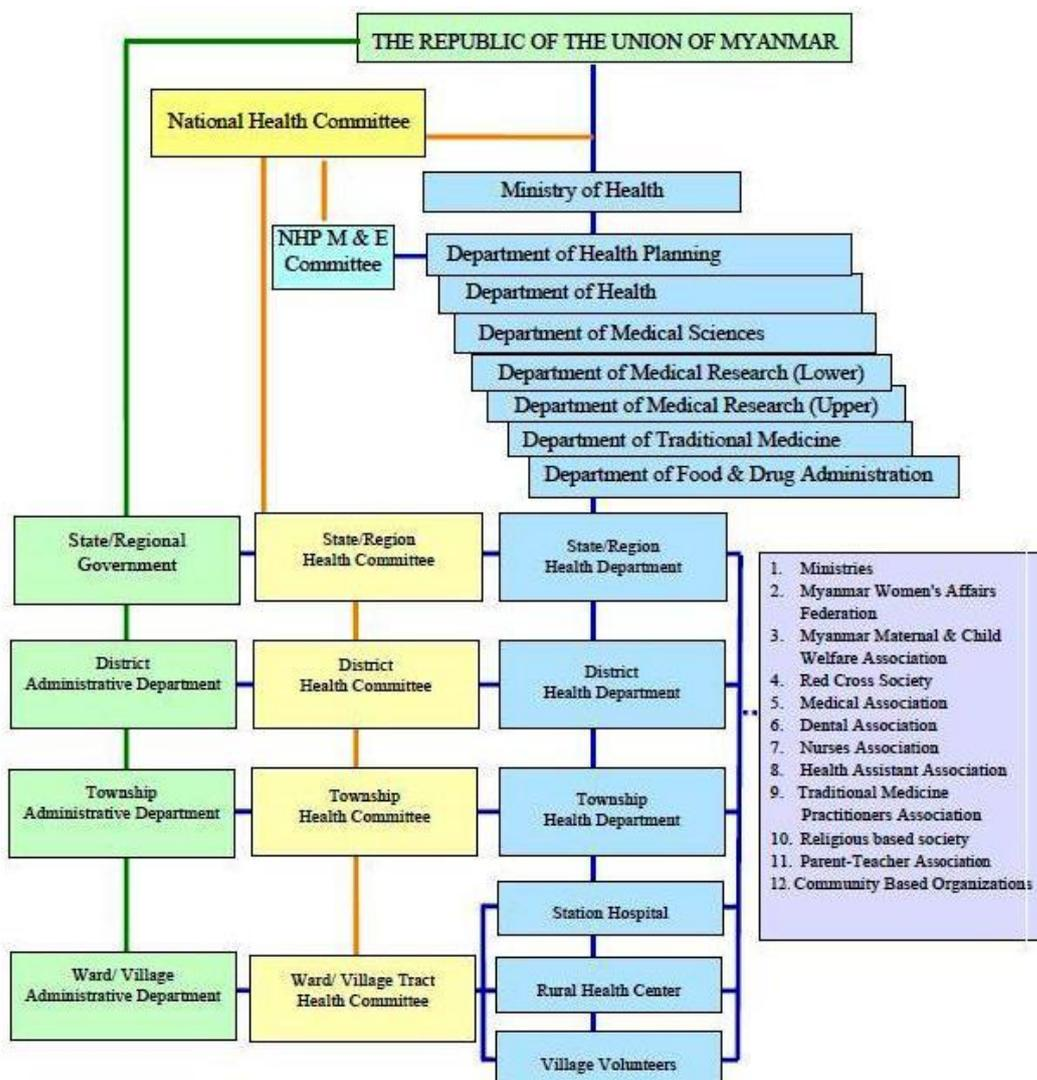 THE REPUBLIC OF THE UNION OF MYANMAR
National Health Committee
Ministry of Health
NHP M & E
Committee
Department of Health Planning
Department of Health
Department of Medical Sciences
Department of Medical Research (Lower)
Department of Medical Research (Upper)
Department of Traditional Medicine
Department of Food & Drug Administration
State/Regional
Government
State/Region
Health Committee
State/Region
Health Department
District
Administrative Department
District
Health Committee
District
Health Department
Township
Administrative Department
Township
Health Committee
Township
Health Department
Station Hospital
Ward/ Village
Administrative Department
Ward/ Village Tract
Health Committee
Rural Health Center
Village Volunteers
1. Ministries
2. Myanmar Women's Affairs
Federation
3. Myanmar Maternal & Child
Welfare Association
4. Red Cross Society
5. Medical Association
6. Dental Association
7. Nurses Association
8. Health Assistant Association
9. Traditional Medicine
Practitioners Association
10. Religious based society
11. Parent-Teacher Association
12. Community Based Organizations